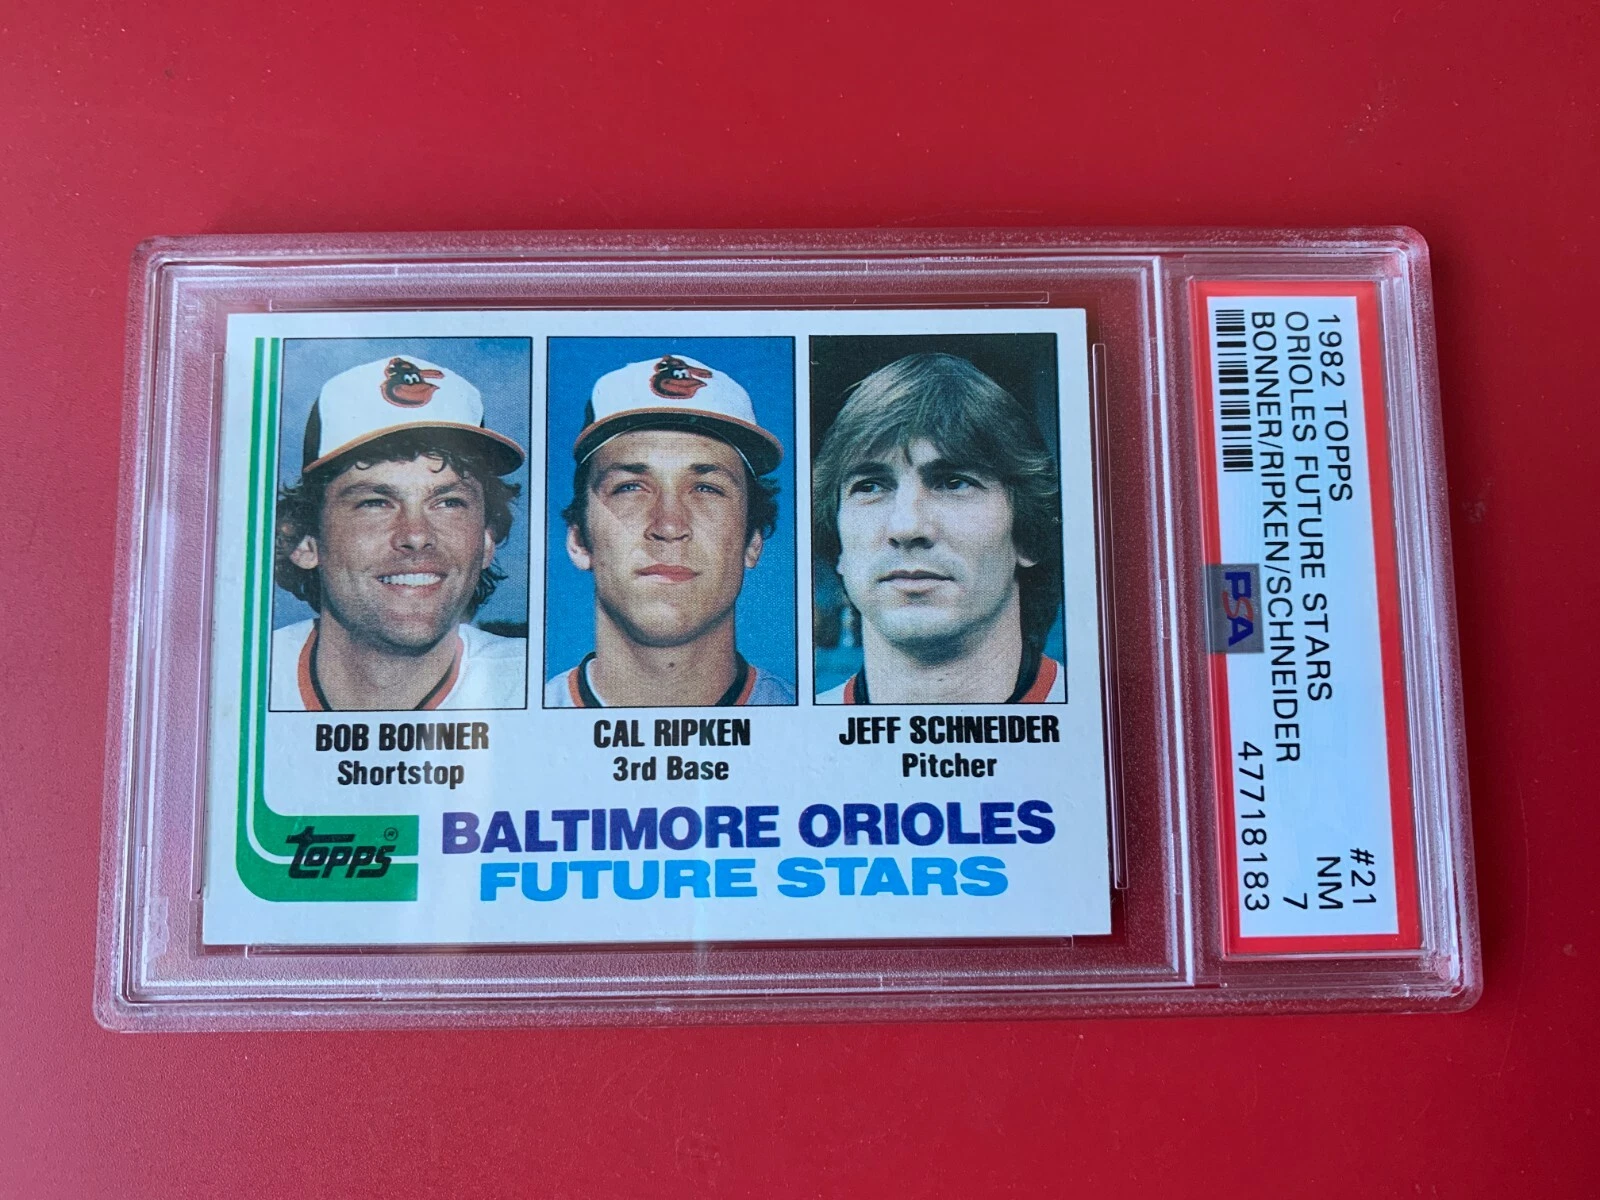 BOB BONNER
Shortstop
CAL RIPKEN
3rd Base
JEFF SCHNEIDER
Pitcher
topps®
BALTIMORE ORIOLES
FUTURE STARS
1982 TOPPS #21
ORIOLES FUTURE STARS NM
BONNER/RIPKEN/SCHNEIDER 7
PSA 47718183